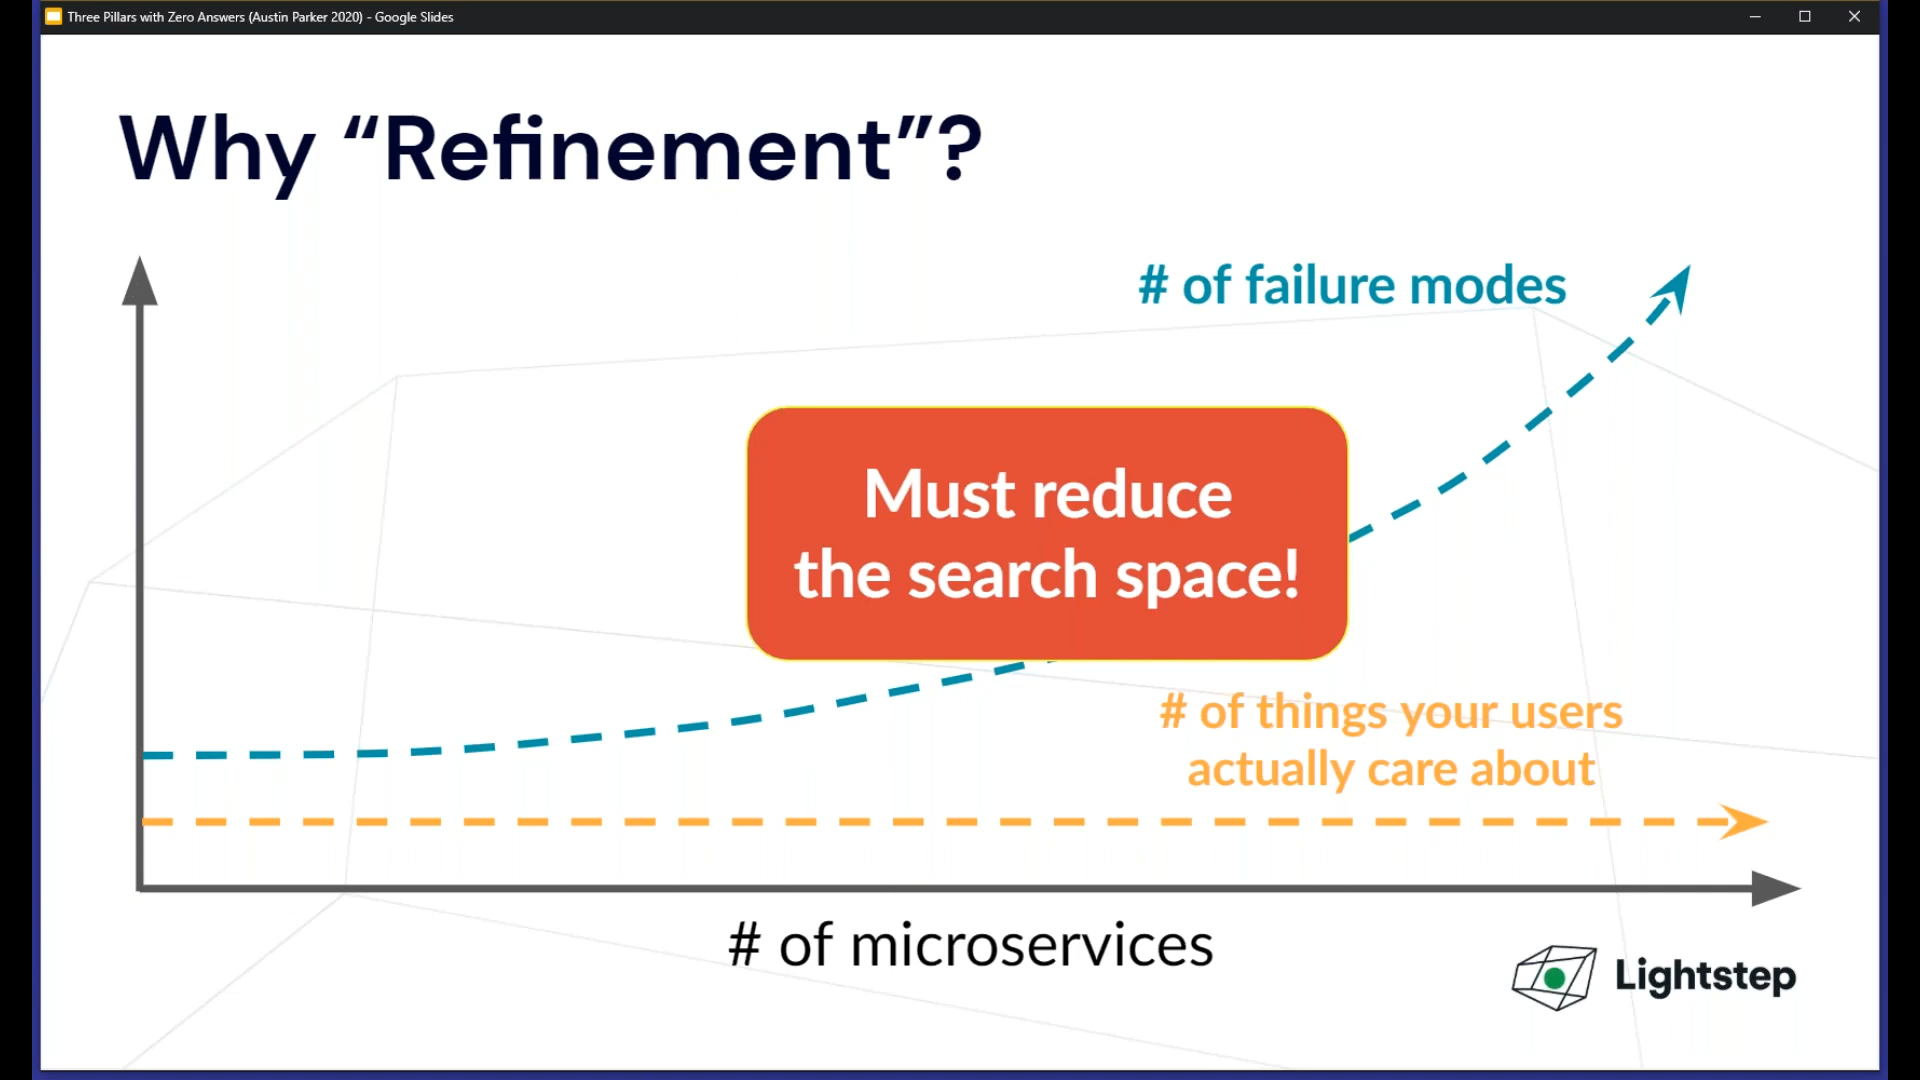 Three Pillars with Zero Answers (Austin Parker 2020) - Google Slides
Why “Refinement”?
# of failure modes
Must reduce
the search space!
# of things your users
actually care about
# of microservices
Lightstep